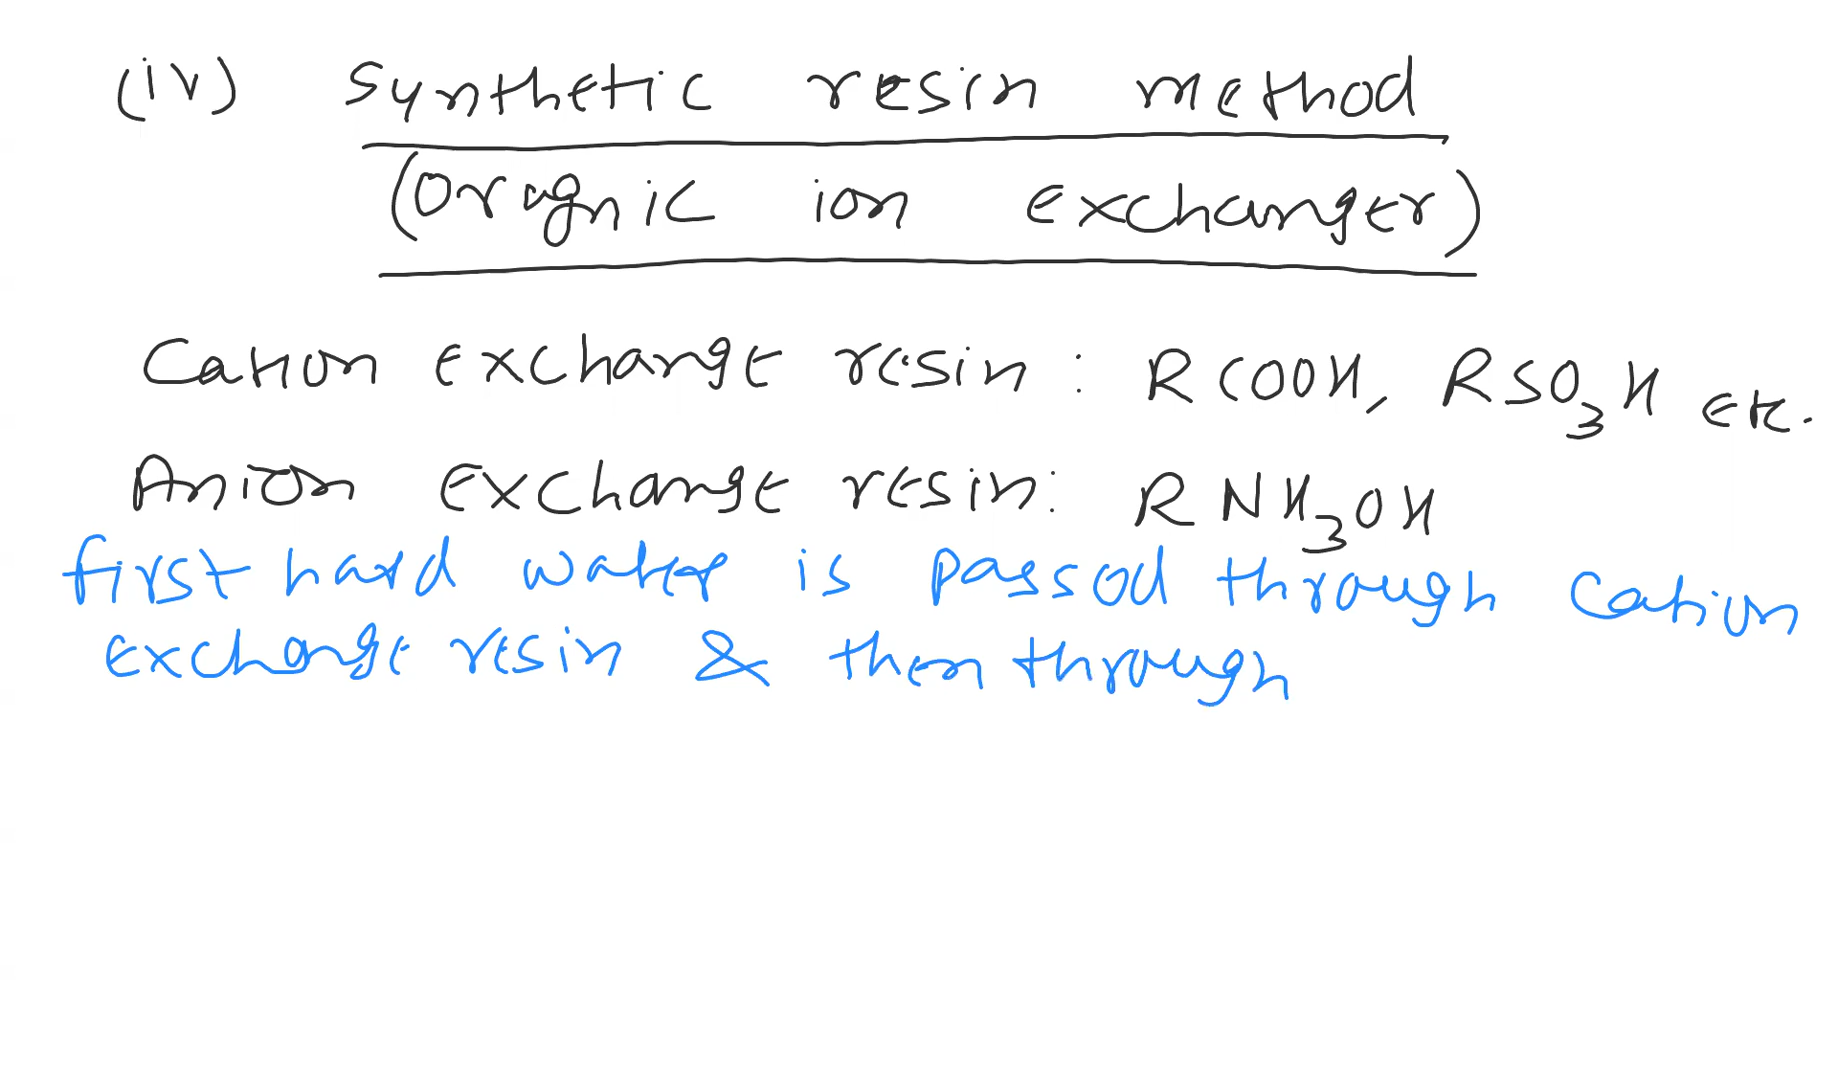 (iv) Synthetic resin method
(Oragnic ion exchanger)
Cation exchange resin : RCOOH, RSO₃H etc.
Anion exchange resin: RNH₃OH
first hard water is passed through cation
exchange resin & then through